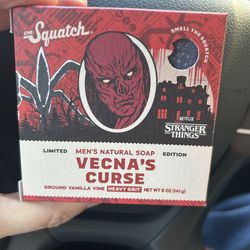 DR. Squatch
SMELL THE SQUATCH
NETFLIX
STRANGER
THINGS
LIMITED EDITION
MEN'S NATURAL SOAP
VECNA'S
CURSE
GROUND VANILLA VINE HEAVY GRIT NET WT 5 OZ (141 g)